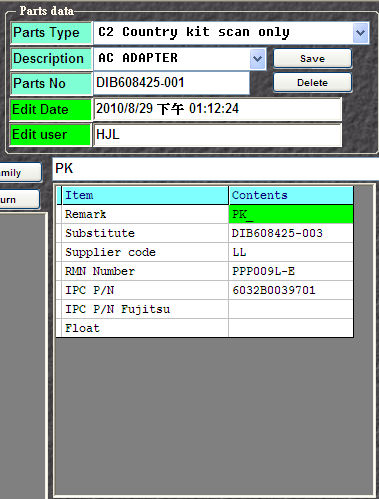 Parts data
Parts Type C2 Country kit scan only
Description AC ADAPTER Save
Parts No DIB608425-001 Delete
Edit Date 2010/8/29 下午 01:12:24
Edit user HJL
mily PK
urn
Item Contents
Remark PK_
Substitute DIB608425-003
Supplier code LL
RMN Number PPP009L-E
IPC P/N 6032B0039701
IPC P/N Fujitsu
Float